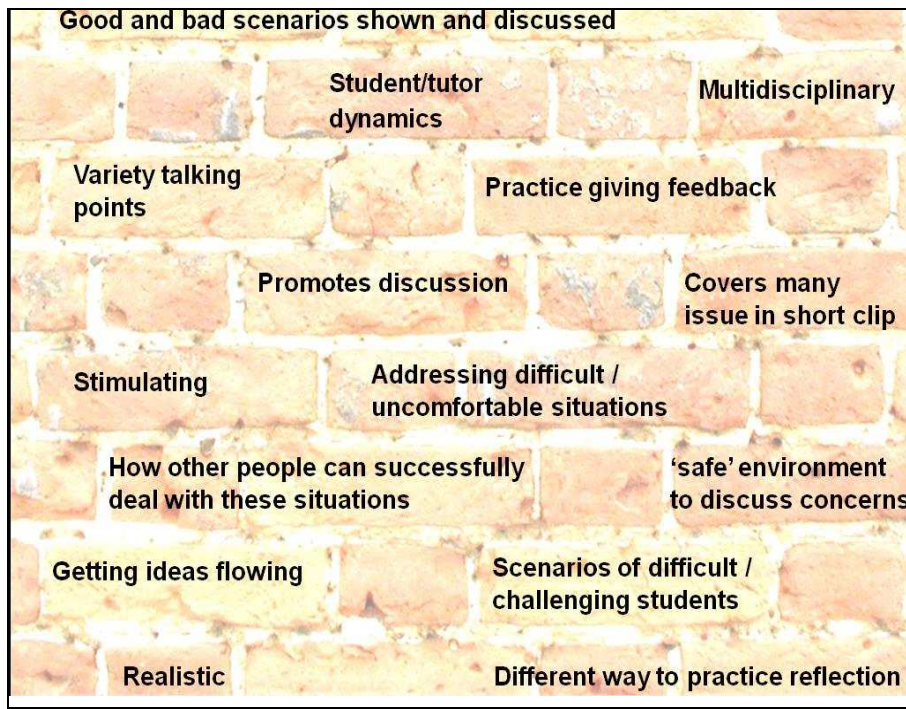 Good and bad scenarios shown and discussed
Student/tutor
dynamics
Multidisciplinary
Variety talking
points
Practice giving feedback
Promotes discussion
Covers many
issue in short clip
Stimulating
Addressing difficult /
uncomfortable situations
How other people can successfully
deal with these situations
‘safe’ environment
to discuss concerns
Getting ideas flowing
Scenarios of difficult /
challenging students
Realistic
Different way to practice reflection